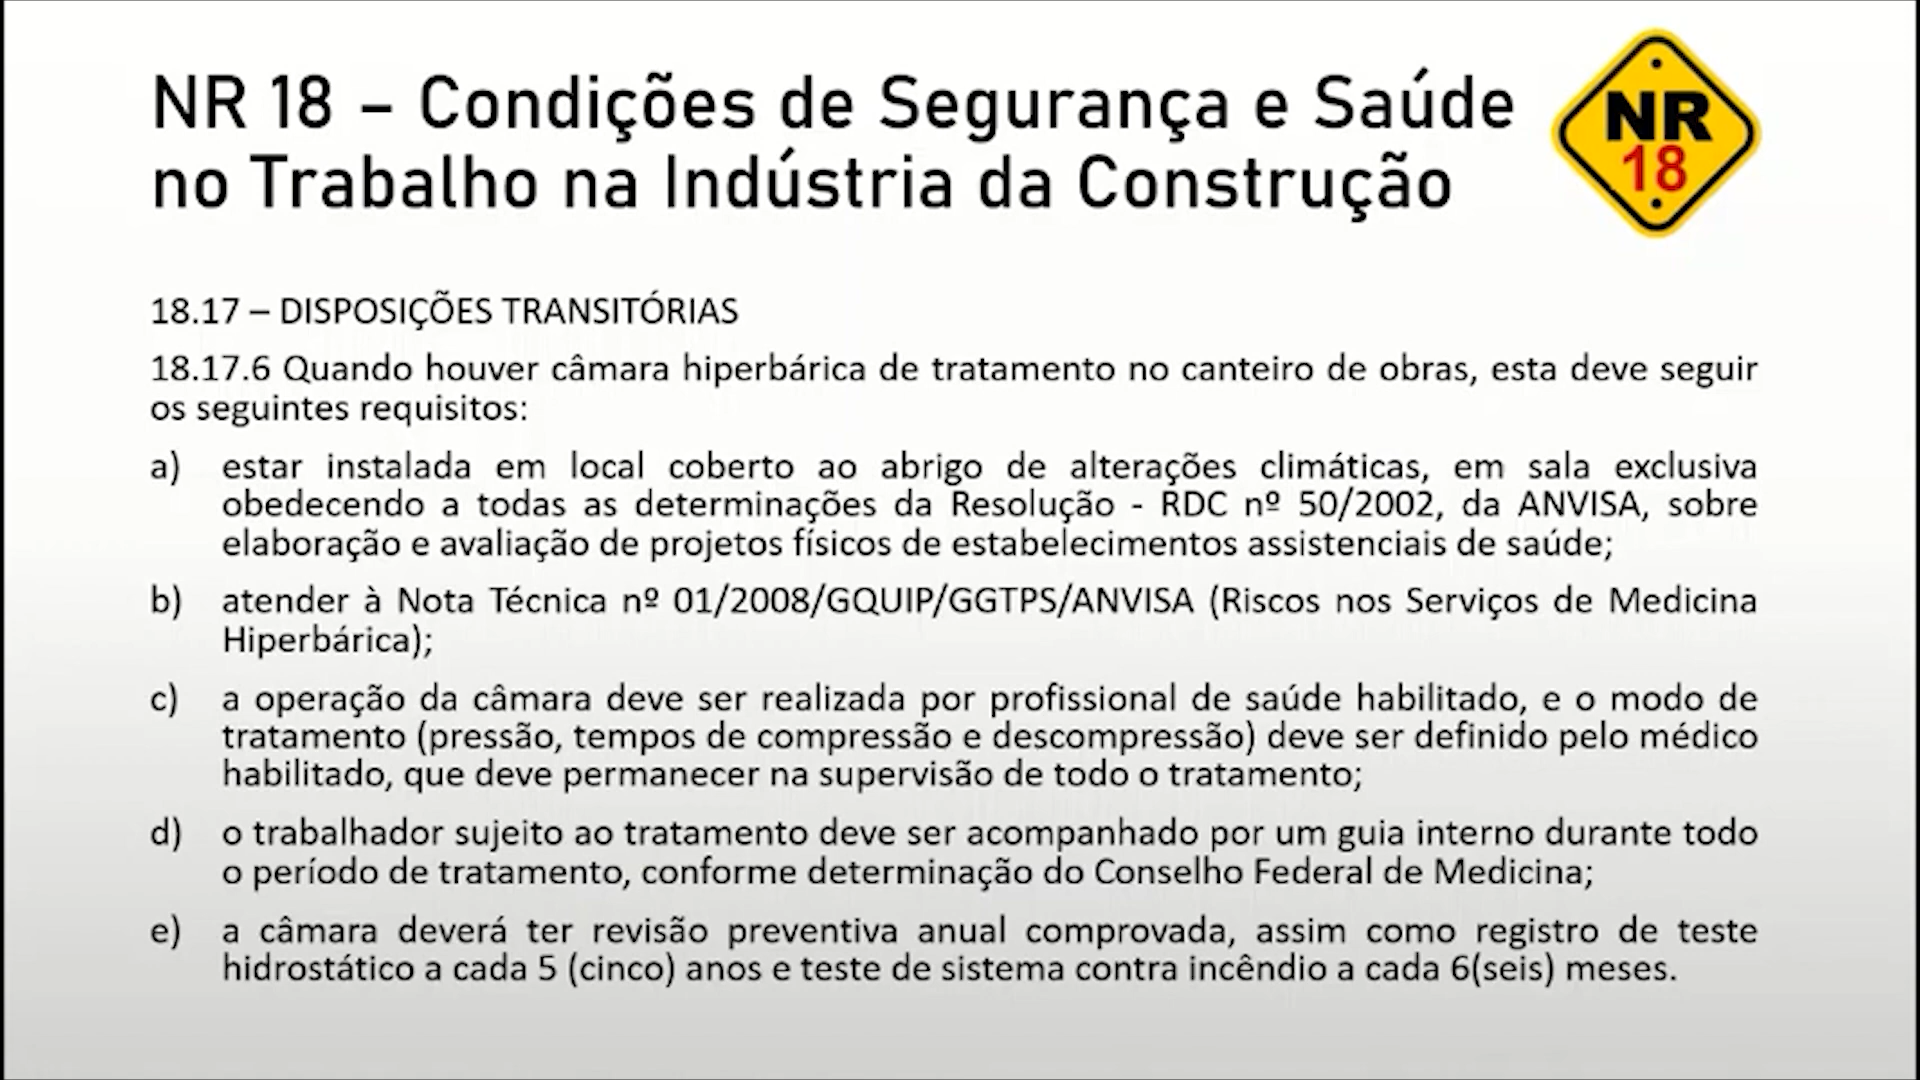 NR 18 – Condições de Segurança e Saúde
no Trabalho na Indústria da Construção
NR
18
18.17 – DISPOSIÇÕES TRANSITÓRIAS
18.17.6 Quando houver câmara hiperbárica de tratamento no canteiro de obras, esta deve seguir
os seguintes requisitos:
a) estar instalada em local coberto ao abrigo de alterações climáticas, em sala exclusiva
obedecendo a todas as determinações da Resolução - RDC nº 50/2002, da ANVISA, sobre
elaboração e avaliação de projetos físicos de estabelecimentos assistenciais de saúde;
b) atender à Nota Técnica nº 01/2008/GQUIP/GGTPS/ANVISA (Riscos nos Serviços de Medicina
Hiperbárica);
c) a operação da câmara deve ser realizada por profissional de saúde habilitado, e o modo de
tratamento (pressão, tempos de compressão e descompressão) deve ser definido pelo médico
habilitado, que deve permanecer na supervisão de todo o tratamento;
d) o trabalhador sujeito ao tratamento deve ser acompanhado por um guia interno durante todo
o período de tratamento, conforme determinação do Conselho Federal de Medicina;
e) a câmara deverá ter revisão preventiva anual comprovada, assim como registro de teste
hidrostático a cada 5 (cinco) anos e teste de sistema contra incêndio a cada 6(seis) meses.